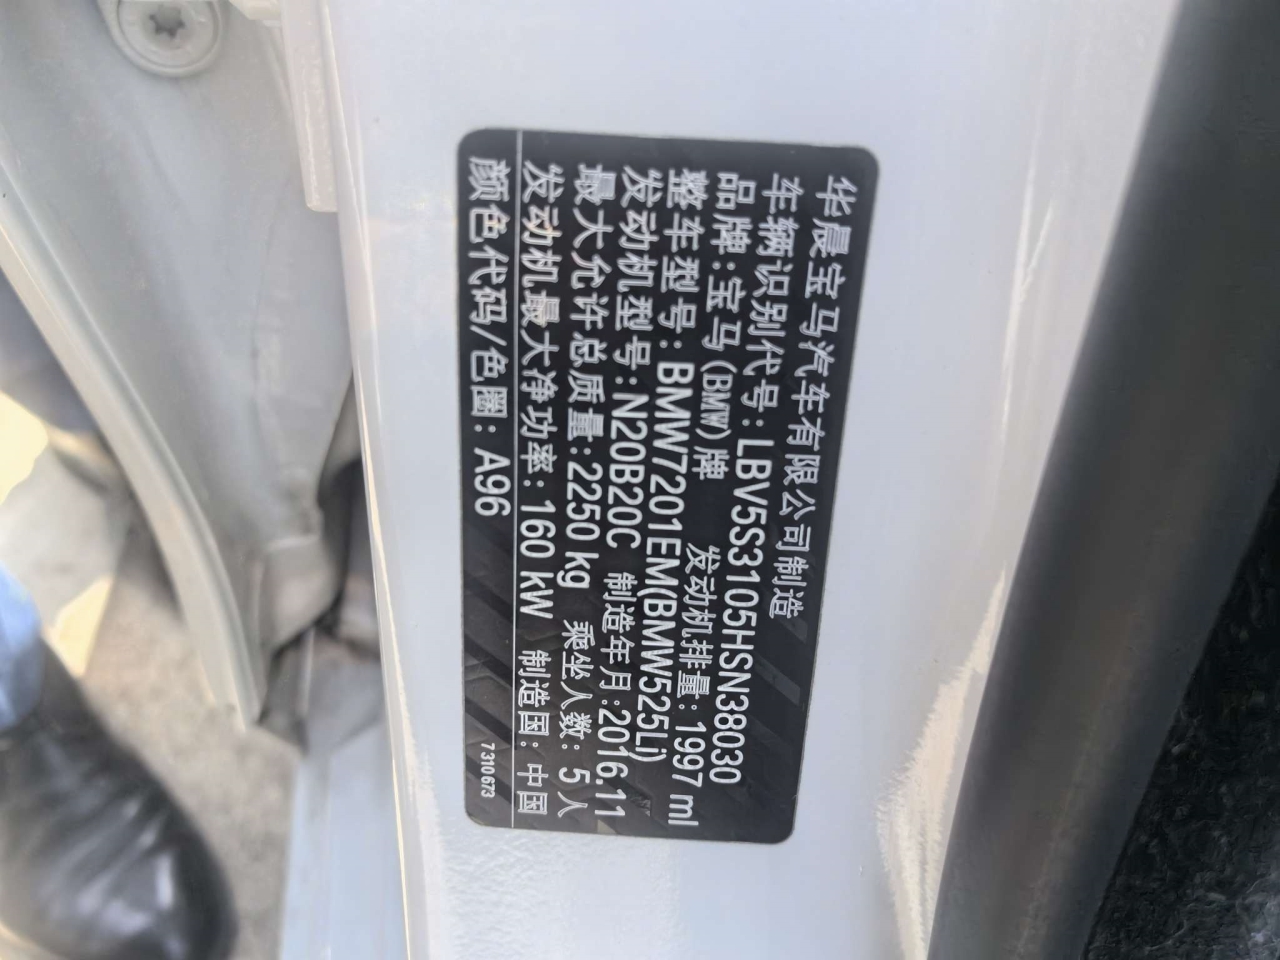 华晨宝马汽车有限公司制造
车辆识别代号:LBV5S3105HSN38030
品牌:宝马(BMW)牌 发动机排量:1997 ml
整车型号:BMW7201EM(BMW525Li)
发动机型号:N20B20C 制造年月:2016.11
最大允许总质量:2250 kg 乘坐人数:5人
发动机最大净功率:160 kW 制造国:中国
颜色代码/色圈:A96 7310673